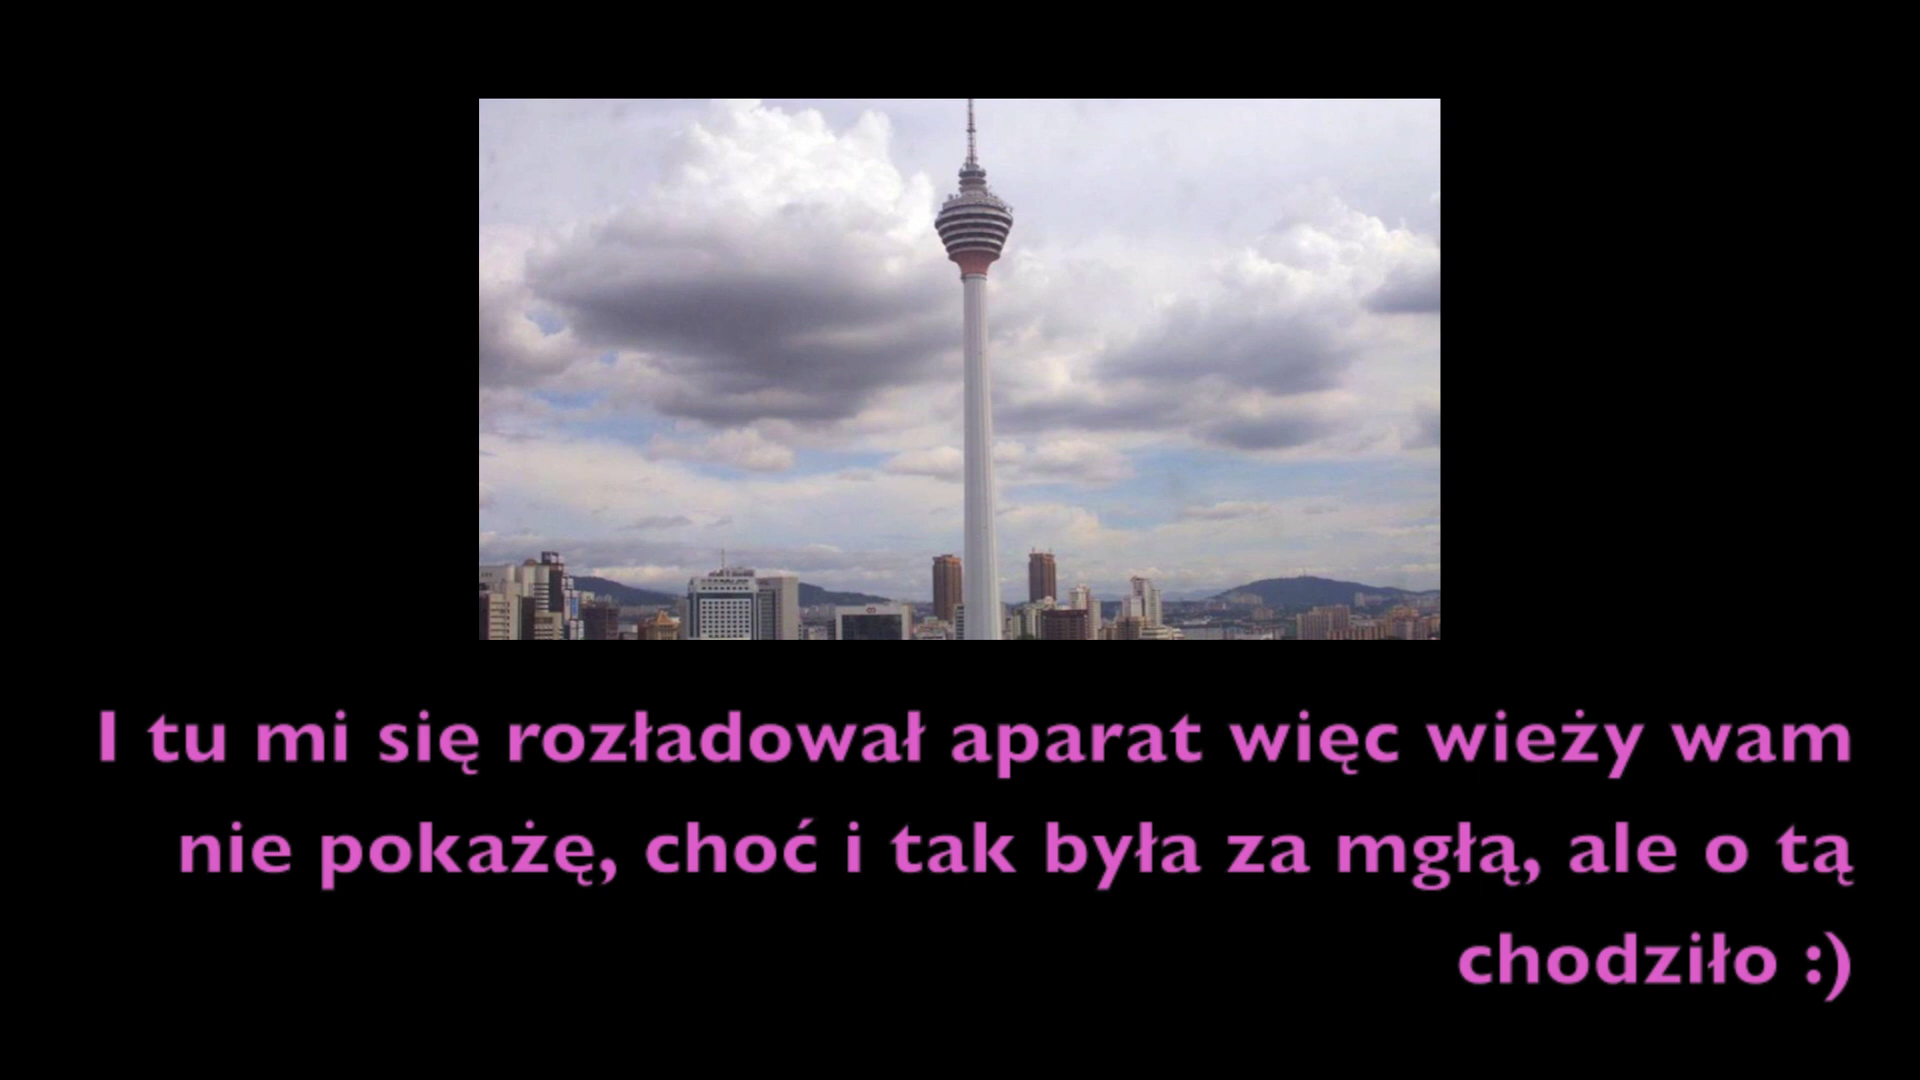 I tu mi się rozładował aparat więc wieży wam
nie pokażę, choć i tak była za mgłą, ale o tą
chodziło :)